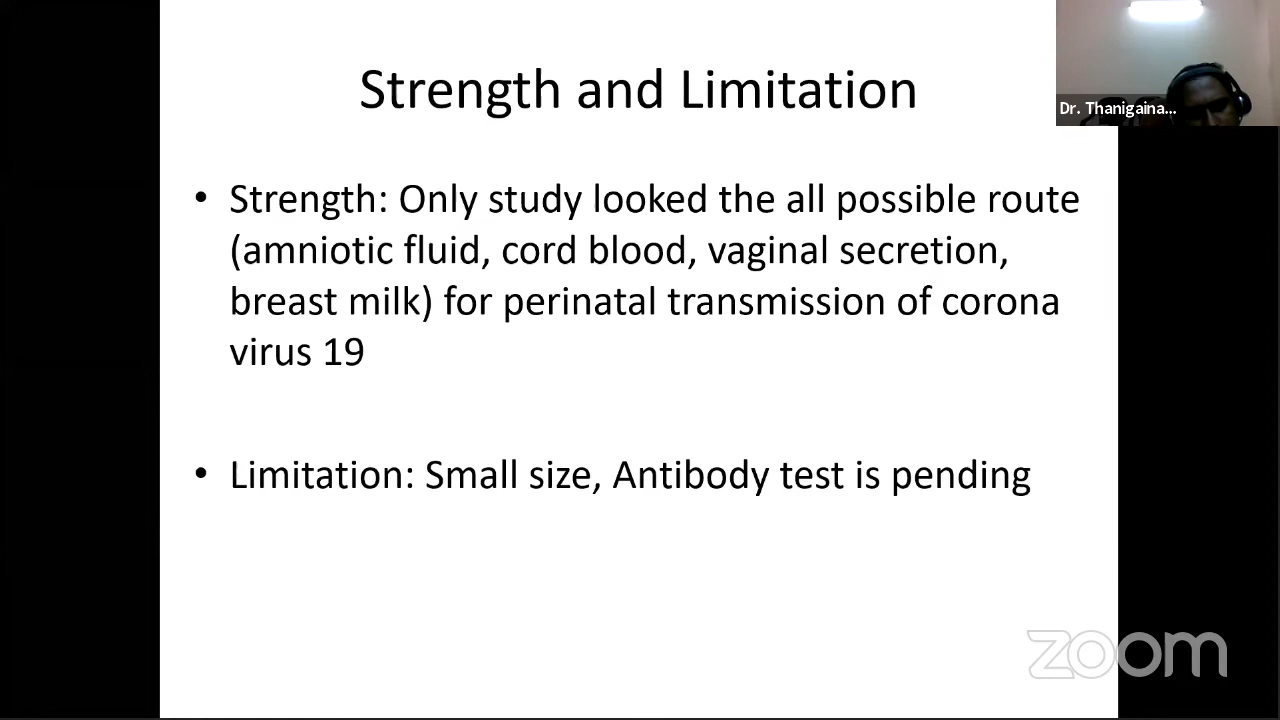 Strength and Limitation
Dr. Thanigaina...
• Strength: Only study looked the all possible route
(amniotic fluid, cord blood, vaginal secretion,
breast milk) for perinatal transmission of corona
virus 19
• Limitation: Small size, Antibody test is pending
zoom